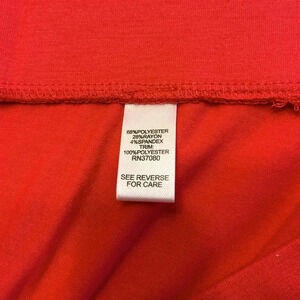 68%POLYESTER
28%RAYON
4%SPANDEX
TRIM:
100%POLYESTER
RN37080
SEE REVERSE
FOR CARE